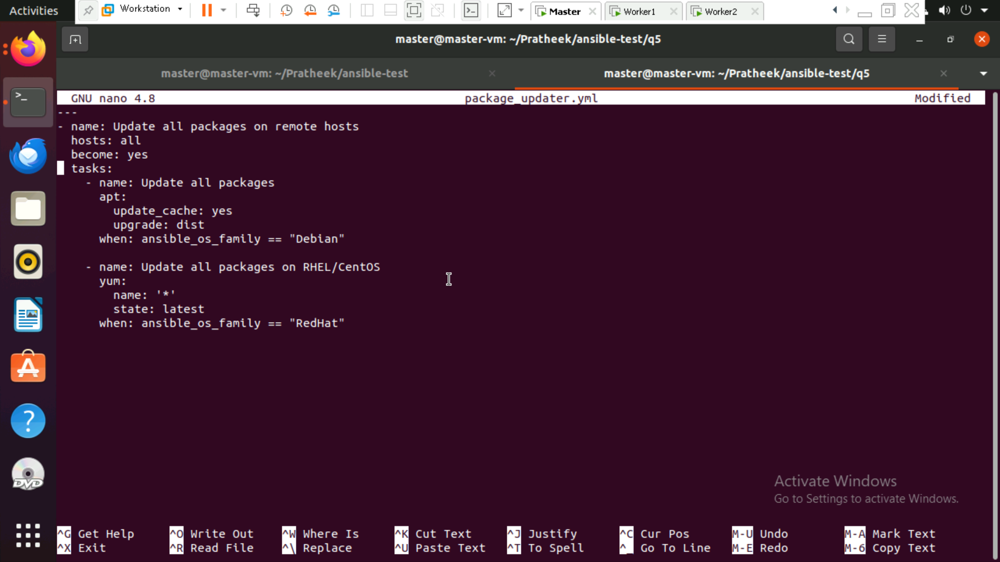 Activities
Workstation
Master
Worker1
Worker2
master@master-vm: ~/Pratheek/ansible-test/q5
master@master-vm: ~/Pratheek/ansible-test
master@master-vm: ~/Pratheek/ansible-test/q5
GNU nano 4.8 package_updater.yml Modified
---
- name: Update all packages on remote hosts
  hosts: all
  become: yes
  tasks:
    - name: Update all packages
      apt:
        update_cache: yes
        upgrade: dist
      when: ansible_os_family == "Debian"

    - name: Update all packages on RHEL/CentOS
      yum:
        name: '*'
        state: latest
      when: ansible_os_family == "RedHat"
DVD
Activate Windows
Go to Settings to activate Windows.
^G Get Help ^O Write Out ^W Where Is ^K Cut Text ^J Justify ^C Cur Pos M-U Undo M-A Mark Text
^X Exit ^R Read File ^\ Replace ^U Paste Text ^T To Spell ^_ Go To Line M-E Redo M-6 Copy Text